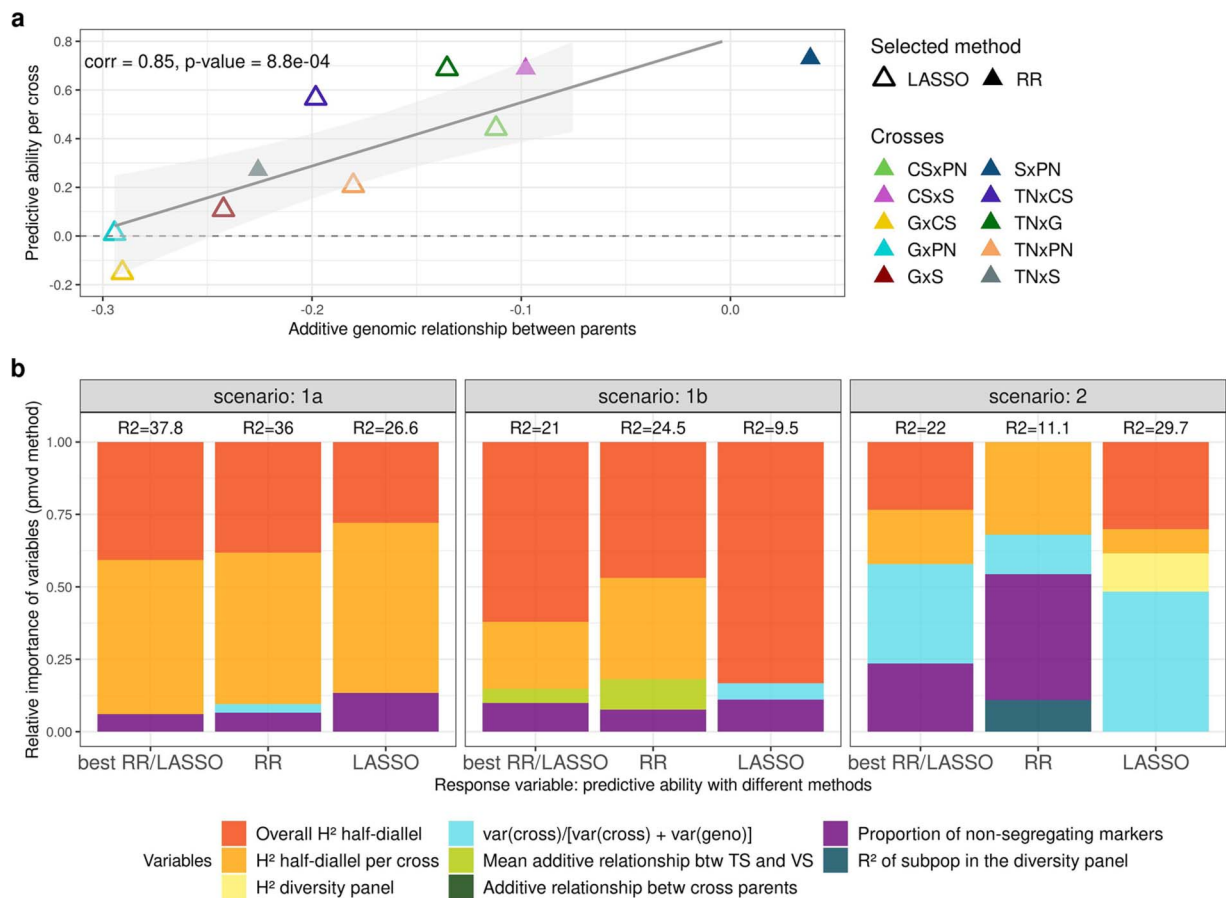 a
corr = 0.85, p-value = 8.8e-04
Predictive ability per cross
0.8
0.6
0.4
0.2
0.0
-0.2
-0.3
-0.2
-0.1
0.0
Additive genomic relationship between parents
Selected method
LASSO
RR
Crosses
CSxPN
CSxS
GxCS
GxPN
GxS
SxPN
TNxCS
TNxG
TNxPN
TNxS
b
scenario: 1a
scenario: 1b
scenario: 2
R2=37.8
R2=36
R2=26.6
R2=21
R2=24.5
R2=9.5
R2=22
R2=11.1
R2=29.7
Relative importance of variables (pmvd method)
1.00
0.75
0.50
0.25
0.00
best RR/LASSO
RR
LASSO
best RR/LASSO
RR
LASSO
best RR/LASSO
RR
LASSO
Response variable: predictive ability with different methods
Variables
Overall H² half-diallel
H² half-diallel per cross
H² diversity panel
var(cross)/[var(cross) + var(geno)]
Mean additive relationship btw TS and VS
Additive relationship betw cross parents
Proportion of non-segregating markers
R² of subpop in the diversity panel